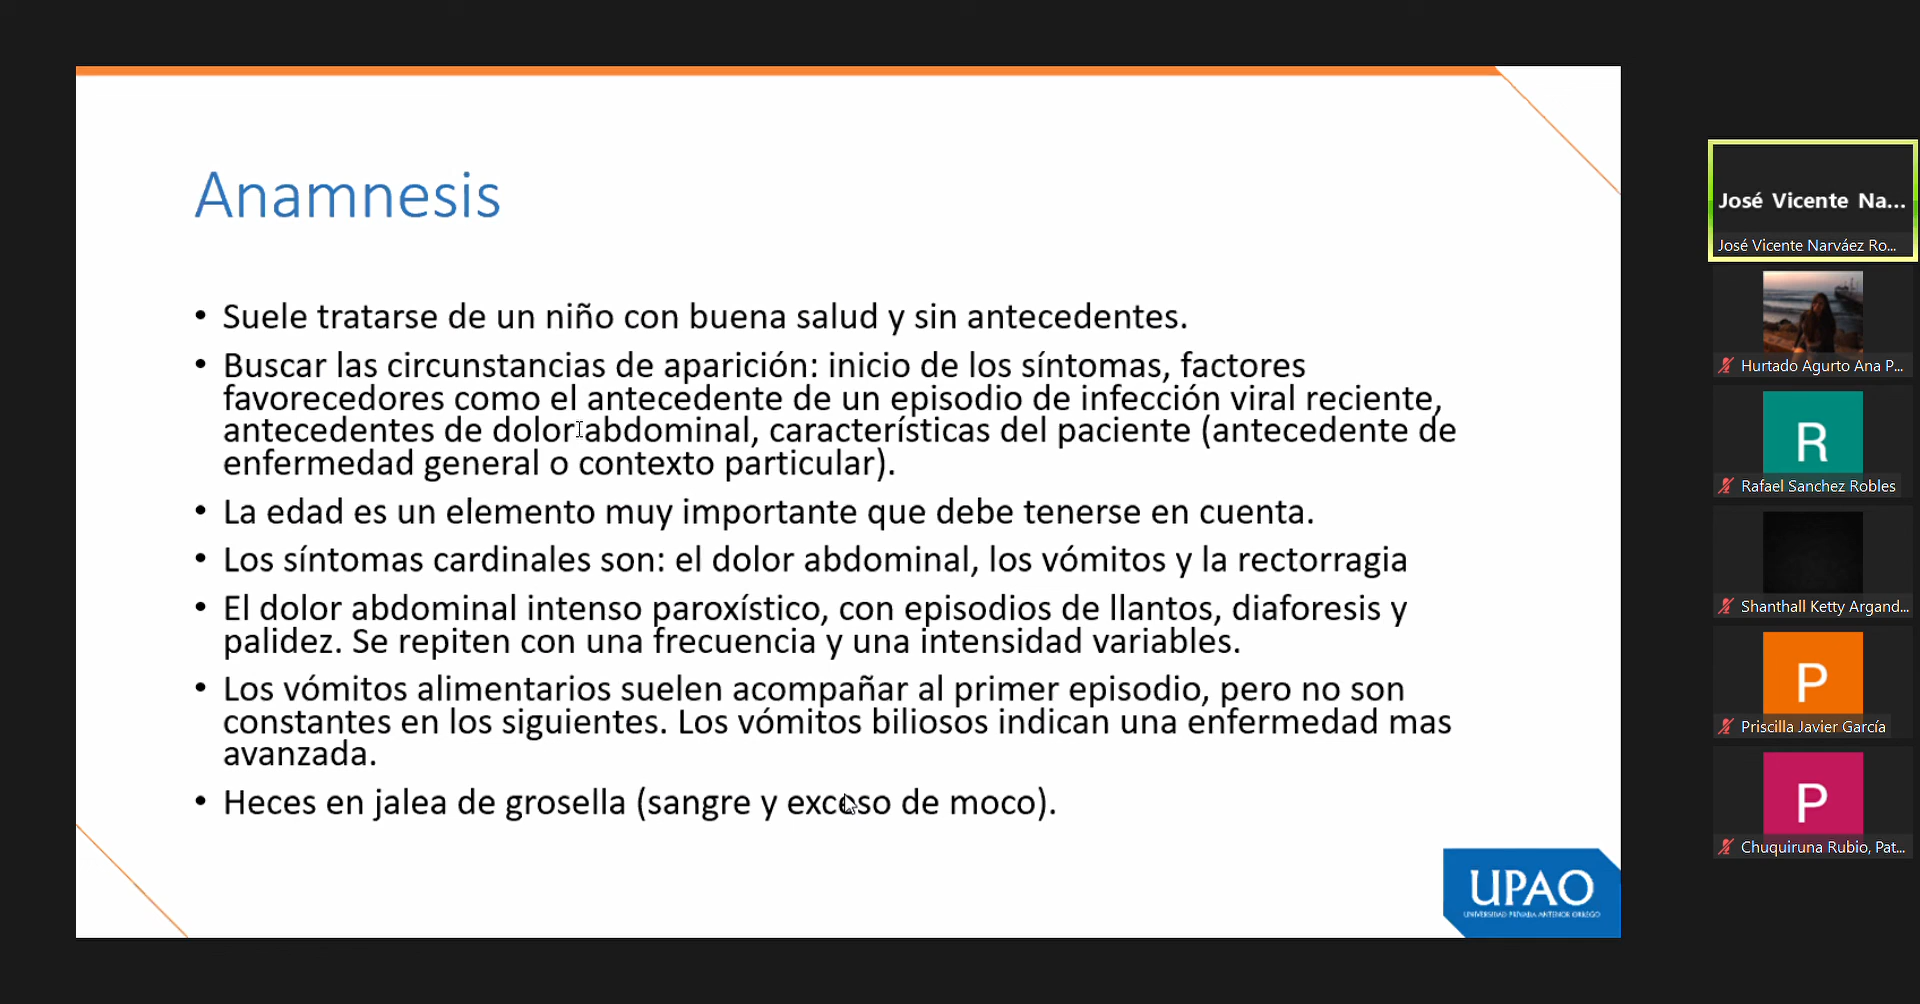 Anamnesis
• Suele tratarse de un niño con buena salud y sin antecedentes.
• Buscar las circunstancias de aparición: inicio de los síntomas, factores
favorecedores como el antecedente de un episodio de infección viral reciente,
antecedentes de dolor abdominal, características del paciente (antecedente de
enfermedad general o contexto particular).
• La edad es un elemento muy importante que debe tenerse en cuenta.
• Los síntomas cardinales son: el dolor abdominal, los vómitos y la rectorragia
• El dolor abdominal intenso paroxístico, con episodios de llantos, diaforesis y
palidez. Se repiten con una frecuencia y una intensidad variables.
• Los vómitos alimentarios suelen acompañar al primer episodio, pero no son
constantes en los siguientes. Los vómitos biliosos indican una enfermedad mas
avanzada.
• Heces en jalea de grosella (sangre y exceso de moco).
UPAO
UNIVERSIDAD PRIVADA ANTENOR ORREGO
José Vicente Na...
José Vicente Narváez Ro...
Hurtado Agurto Ana P...
R
Rafael Sanchez Robles
Shanthall Ketty Argand...
P
Priscilla Javier García
P
Chuquiruna Rubio, Pat...